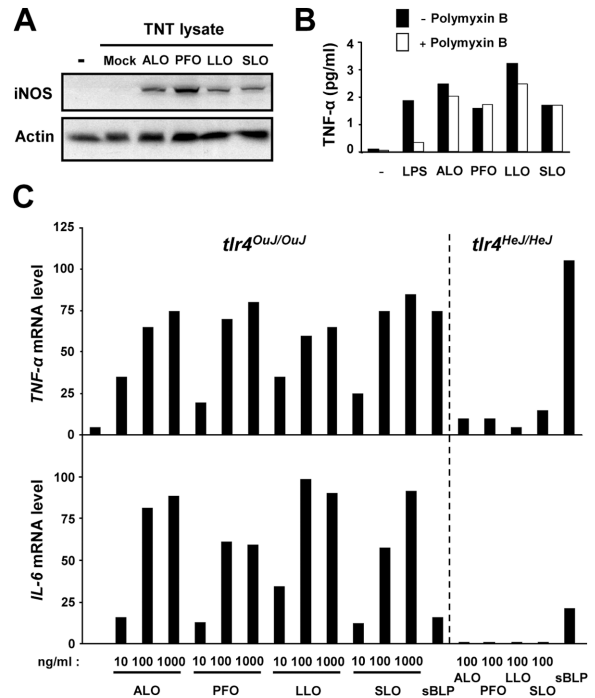 A
TNT lysate
- Mock ALO PFO LLO SLO
iNOS
Actin
B
- Polymyxin B
+ Polymyxin B
TNF-α (pg/ml)
4
3
2
1
0
- LPS ALO PFO LLO SLO
C
tlr4OuJ/OuJ
tlr4HeJ/HeJ
TNF-α mRNA level
125
100
75
50
25
0
IL-6 mRNA level
100
75
50
25
0
ng/ml : 10 100 1000 10 100 1000 10 100 1000 10 100 1000 100 100 100 100
ALO PFO LLO SLO sBLP ALO PFO LLO SLO sBLP